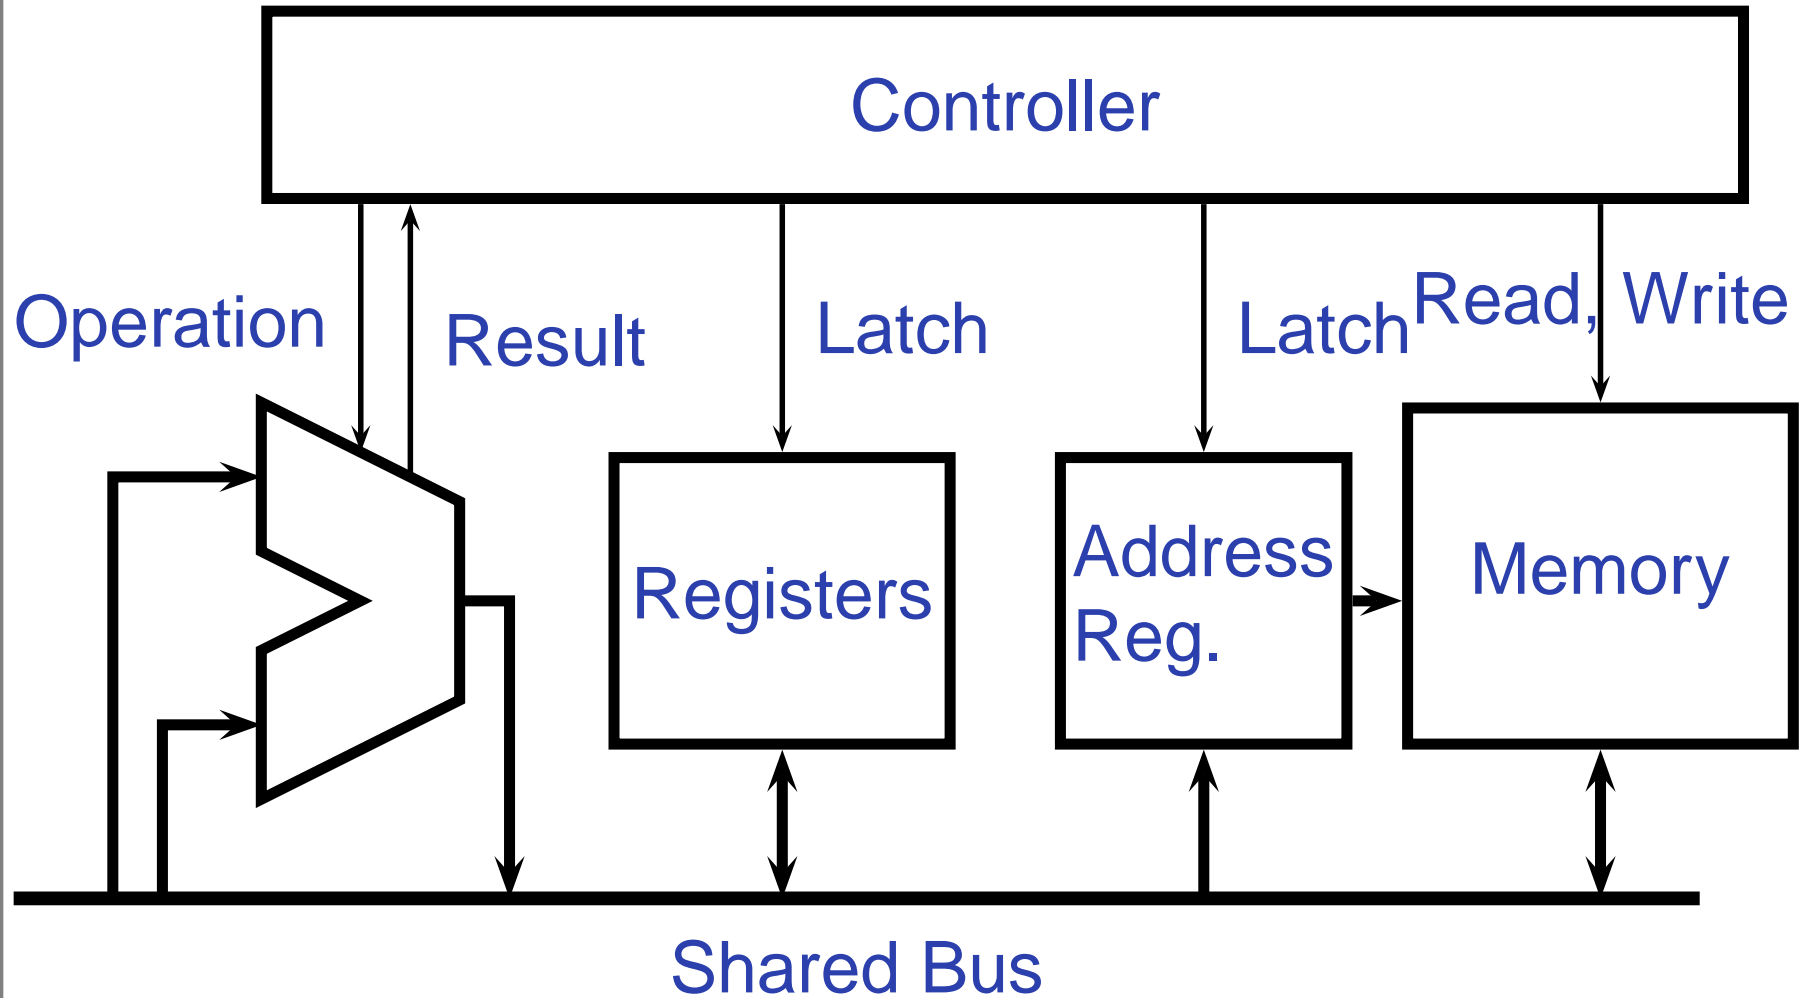 Controller
Operation
Result
Latch
Latch
Read, Write
Registers
Address
Reg.
Memory
Shared Bus